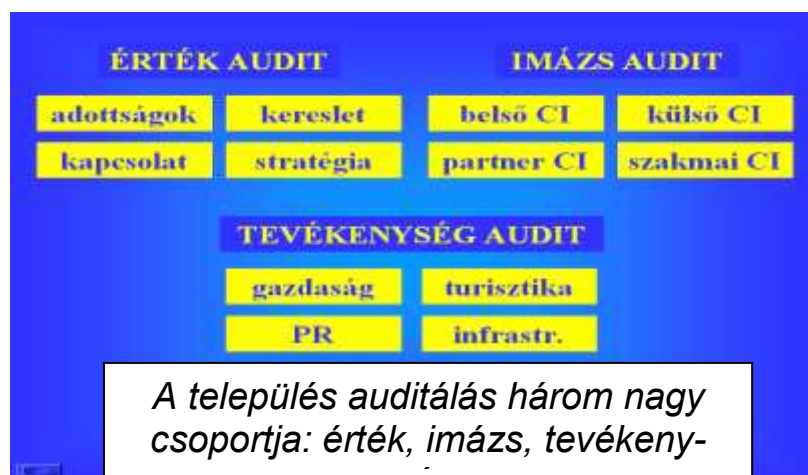 ÉRTÉK AUDIT IMÁZS AUDIT
adottságok kereslet belső CI külső CI
kapcsolat stratégia partner CI szakmai CI
TEVÉKENYSÉG AUDIT
gazdaság turisztika
PR infrastr.
A település auditálás három nagy
csoportja: érték, imázs, tevékeny-